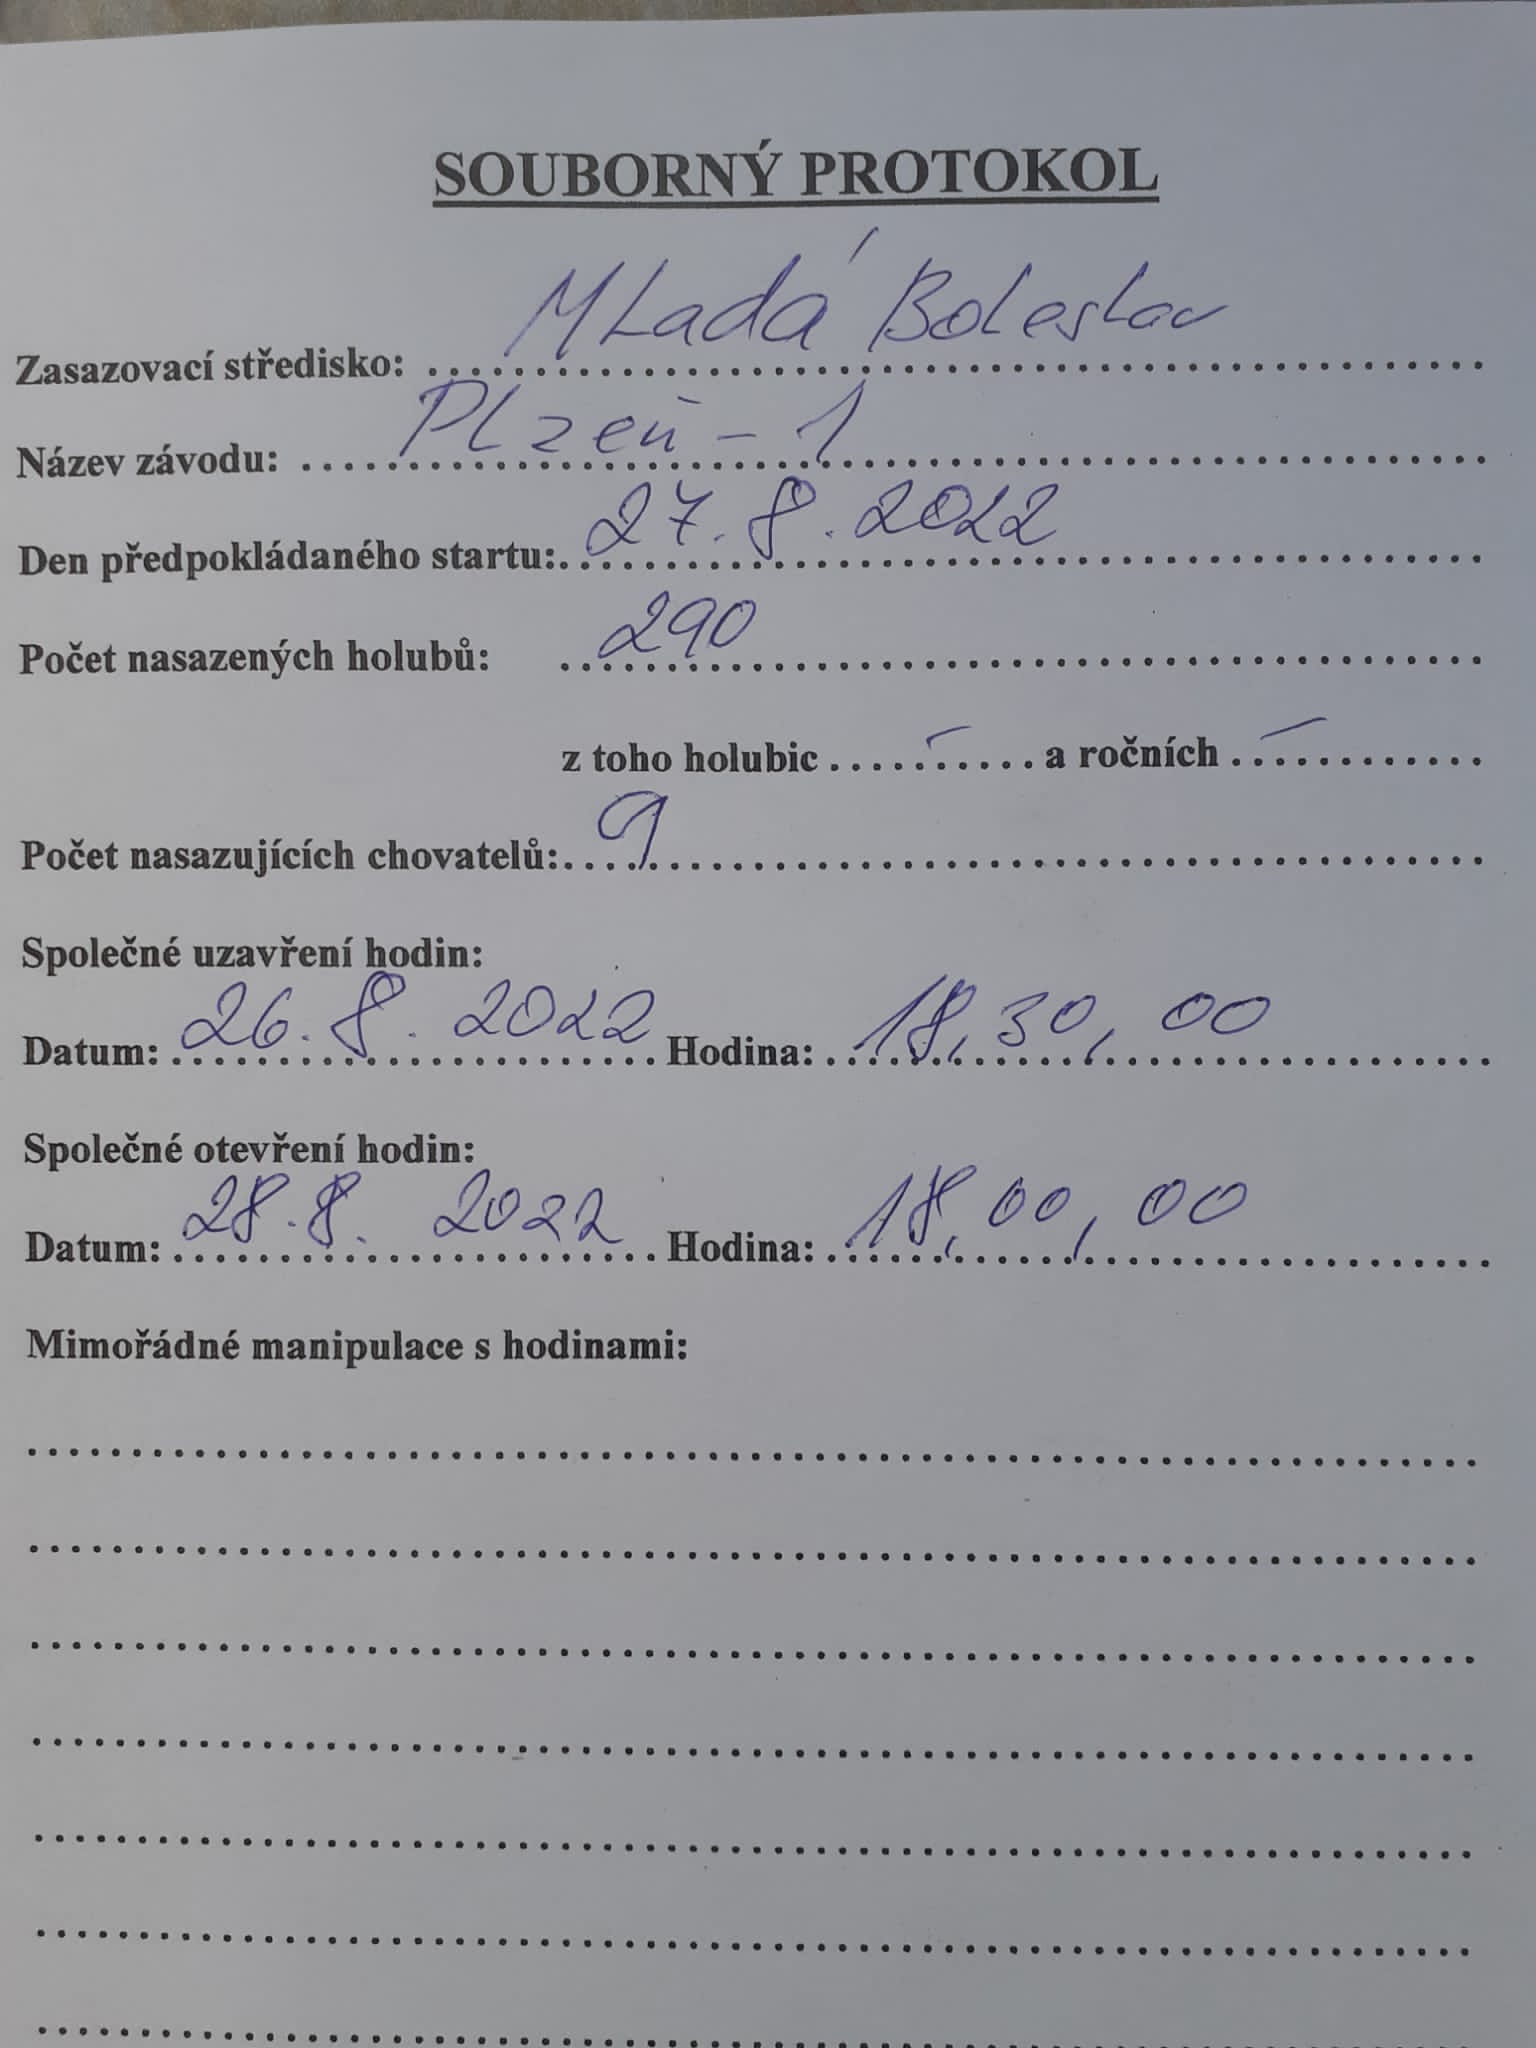 SOUBORNÝ PROTOKOL
Zasazovací středisko: Mladá Boleslav
Název závodu: Plzeň - 1
Den předpokládaného startu: 27. 8. 2022
Počet nasazených holubů: 290
z toho holubic - a ročních -
Počet nasazujících chovatelů: 9
Společné uzavření hodin:
Datum: 26. 8. 2022 Hodina: 18,30,00
Společné otevření hodin:
Datum: 28. 8. 2022 Hodina: 18,00,00
Mimořádné manipulace s hodinami: